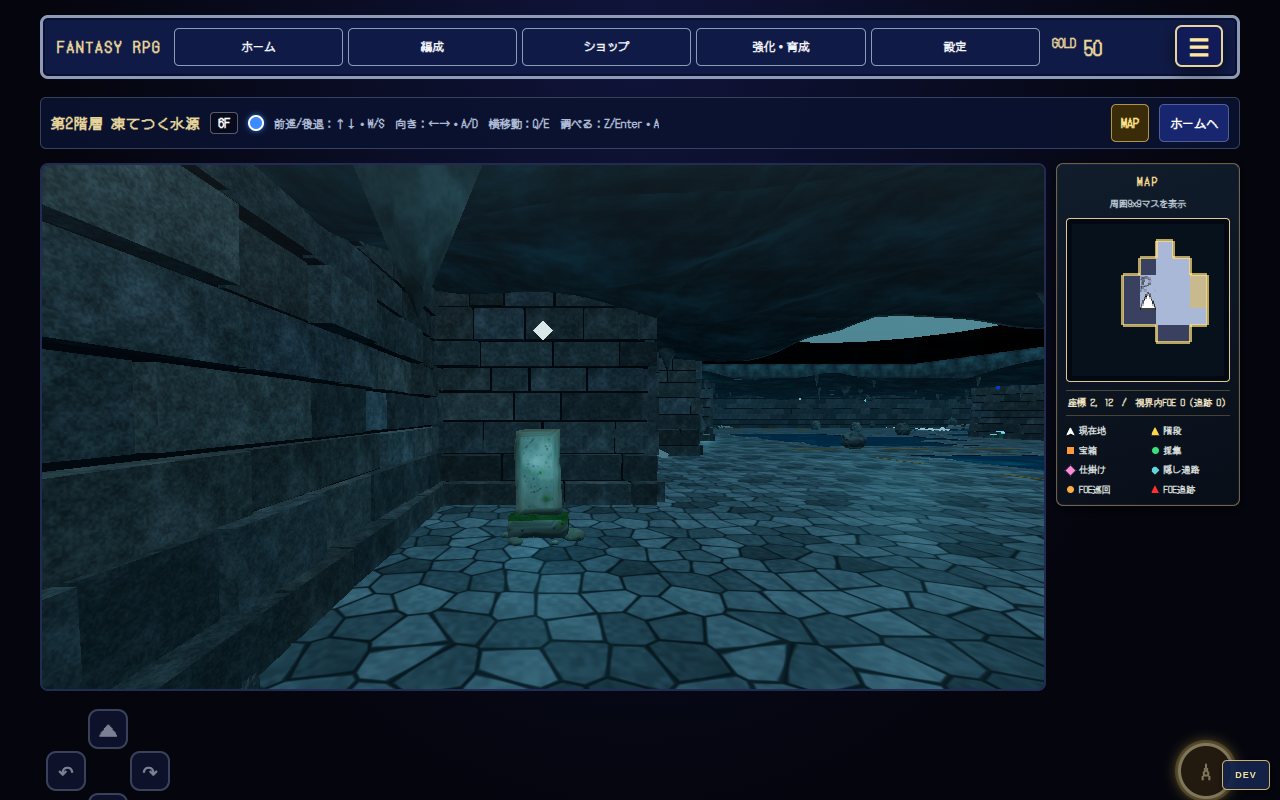 FANTASY RPG
ホーム
編成
ショップ
強化・育成
設定
GOLD 50
第2階層 凍てつく水源
6F
前進/後退：↑↓・W/S 向き：←→・A/D 横移動：Q/E 調べる：Z/Enter・A
MAP
ホームへ
MAP
周囲9x9マスを表示
座標 2, 12 / 視界内FOE 0 (追跡 0)
現在地
階段
宝箱
採集
仕掛け
隠し通路
FOE巡回
FOE追跡
A
DEV